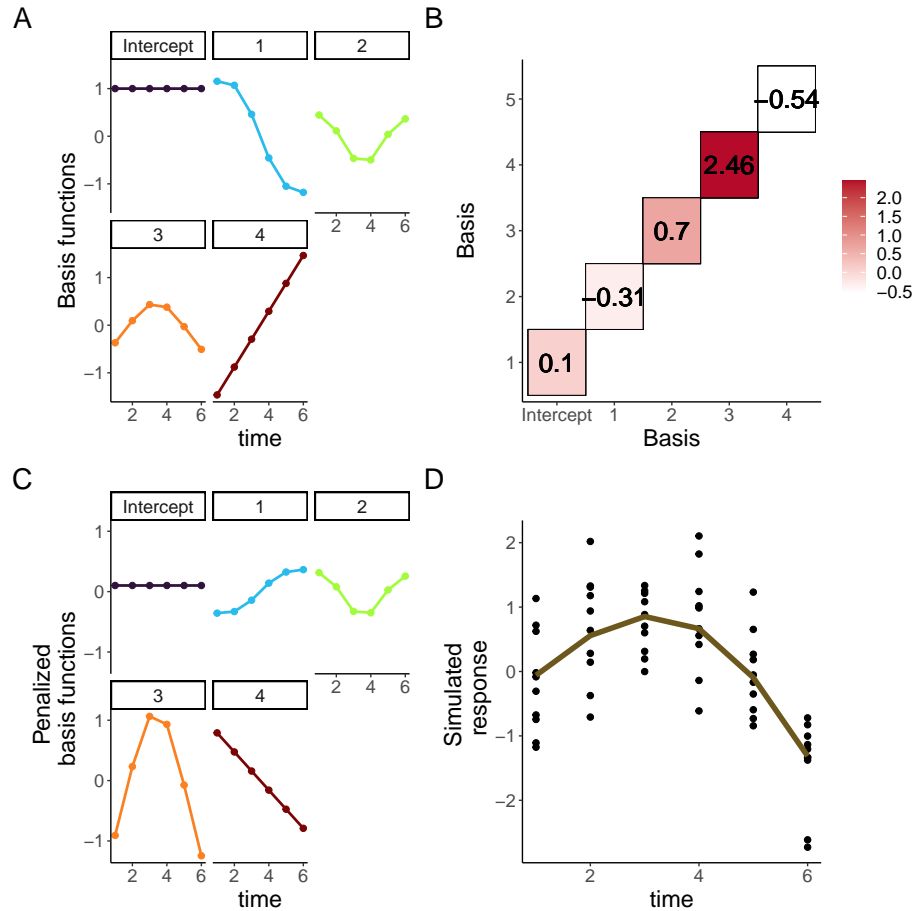 A
Intercept 1 2
1
0
−1
2 4 6
3 4
1
0
−1
2 4 6 2 4 6
Basis functions
time
B
5
4
3
2
1
−0.54
2.46
0.7
−0.31
0.1
Intercept 1 2 3 4
Basis
Basis
2.0
1.5
1.0
0.5
0.0
−0.5
C
Intercept 1 2
1
0
−1
2 4 6
3 4
1
0
−1
2 4 6 2 4 6
Penalized
basis functions
time
D
2
1
0
−1
−2
2 4 6
Simulated
response
time